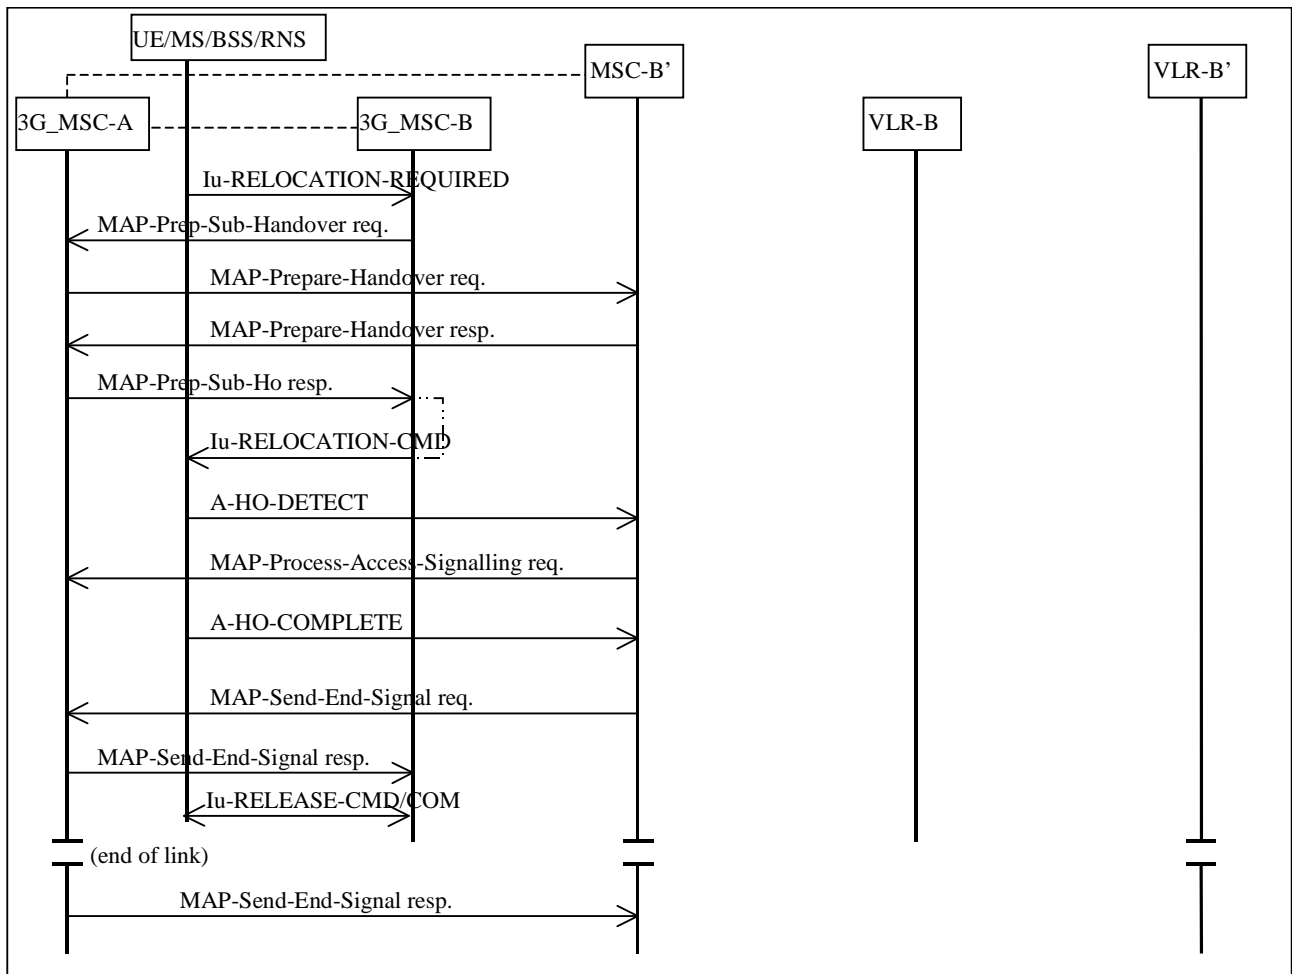 UE/MS/BSS/RNS
MSC-B’
VLR-B’
3G_MSC-A
3G_MSC-B
VLR-B
Iu-RELOCATION-REQUIRED
MAP-Prep-Sub-Handover req.
MAP-Prepare-Handover req.
MAP-Prepare-Handover resp.
MAP-Prep-Sub-Ho resp.
Iu-RELOCATION-CMD
A-HO-DETECT
MAP-Process-Access-Signalling req.
A-HO-COMPLETE
MAP-Send-End-Signal req.
MAP-Send-End-Signal resp.
Iu-RELEASE-CMD/COM
(end of link)
MAP-Send-End-Signal resp.